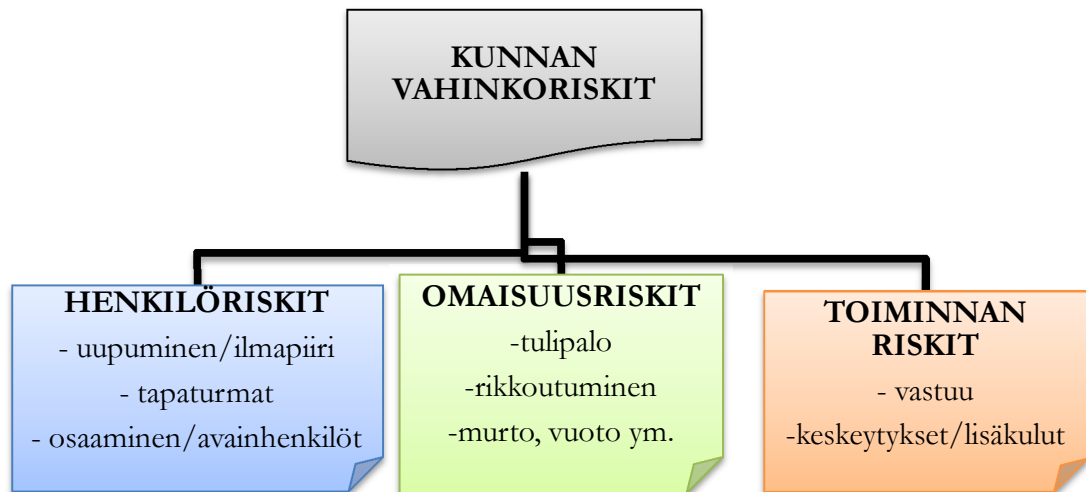 KUNNAN
VAHINKORISKIT
HENKILÖRISKIT
- uupuminen/ilmapiiri
- tapaturmat
- osaaminen/avainhenkilöt
OMAISUUSRISKIT
-tulipalo
-rikkoutuminen
-murto, vuoto ym.
TOIMINNAN
RISKIT
- vastuu
-keskeytykset/lisäkulut